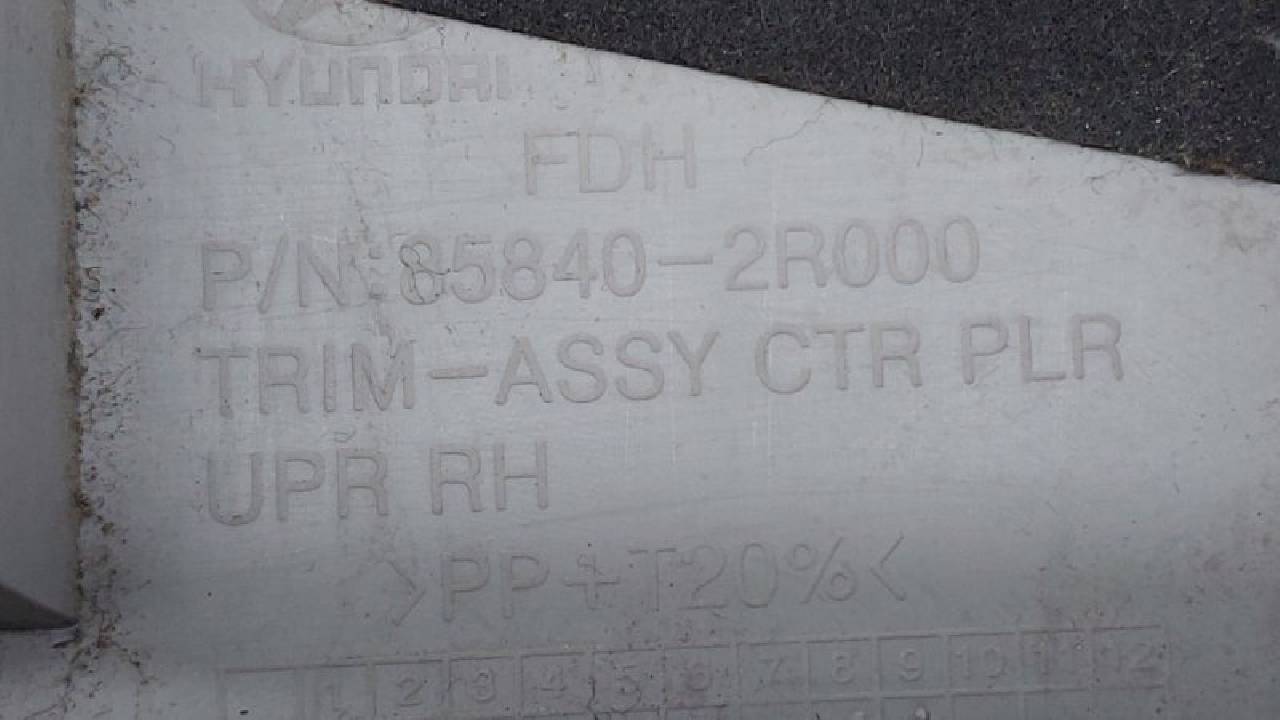 HYUNDAI
FDH
P/N:85840-2R000
TRIM-ASSY CTR PLR
UPR RH
>PP+T20%<
1 2 3 4 5 6 7 8 9 10 11 12